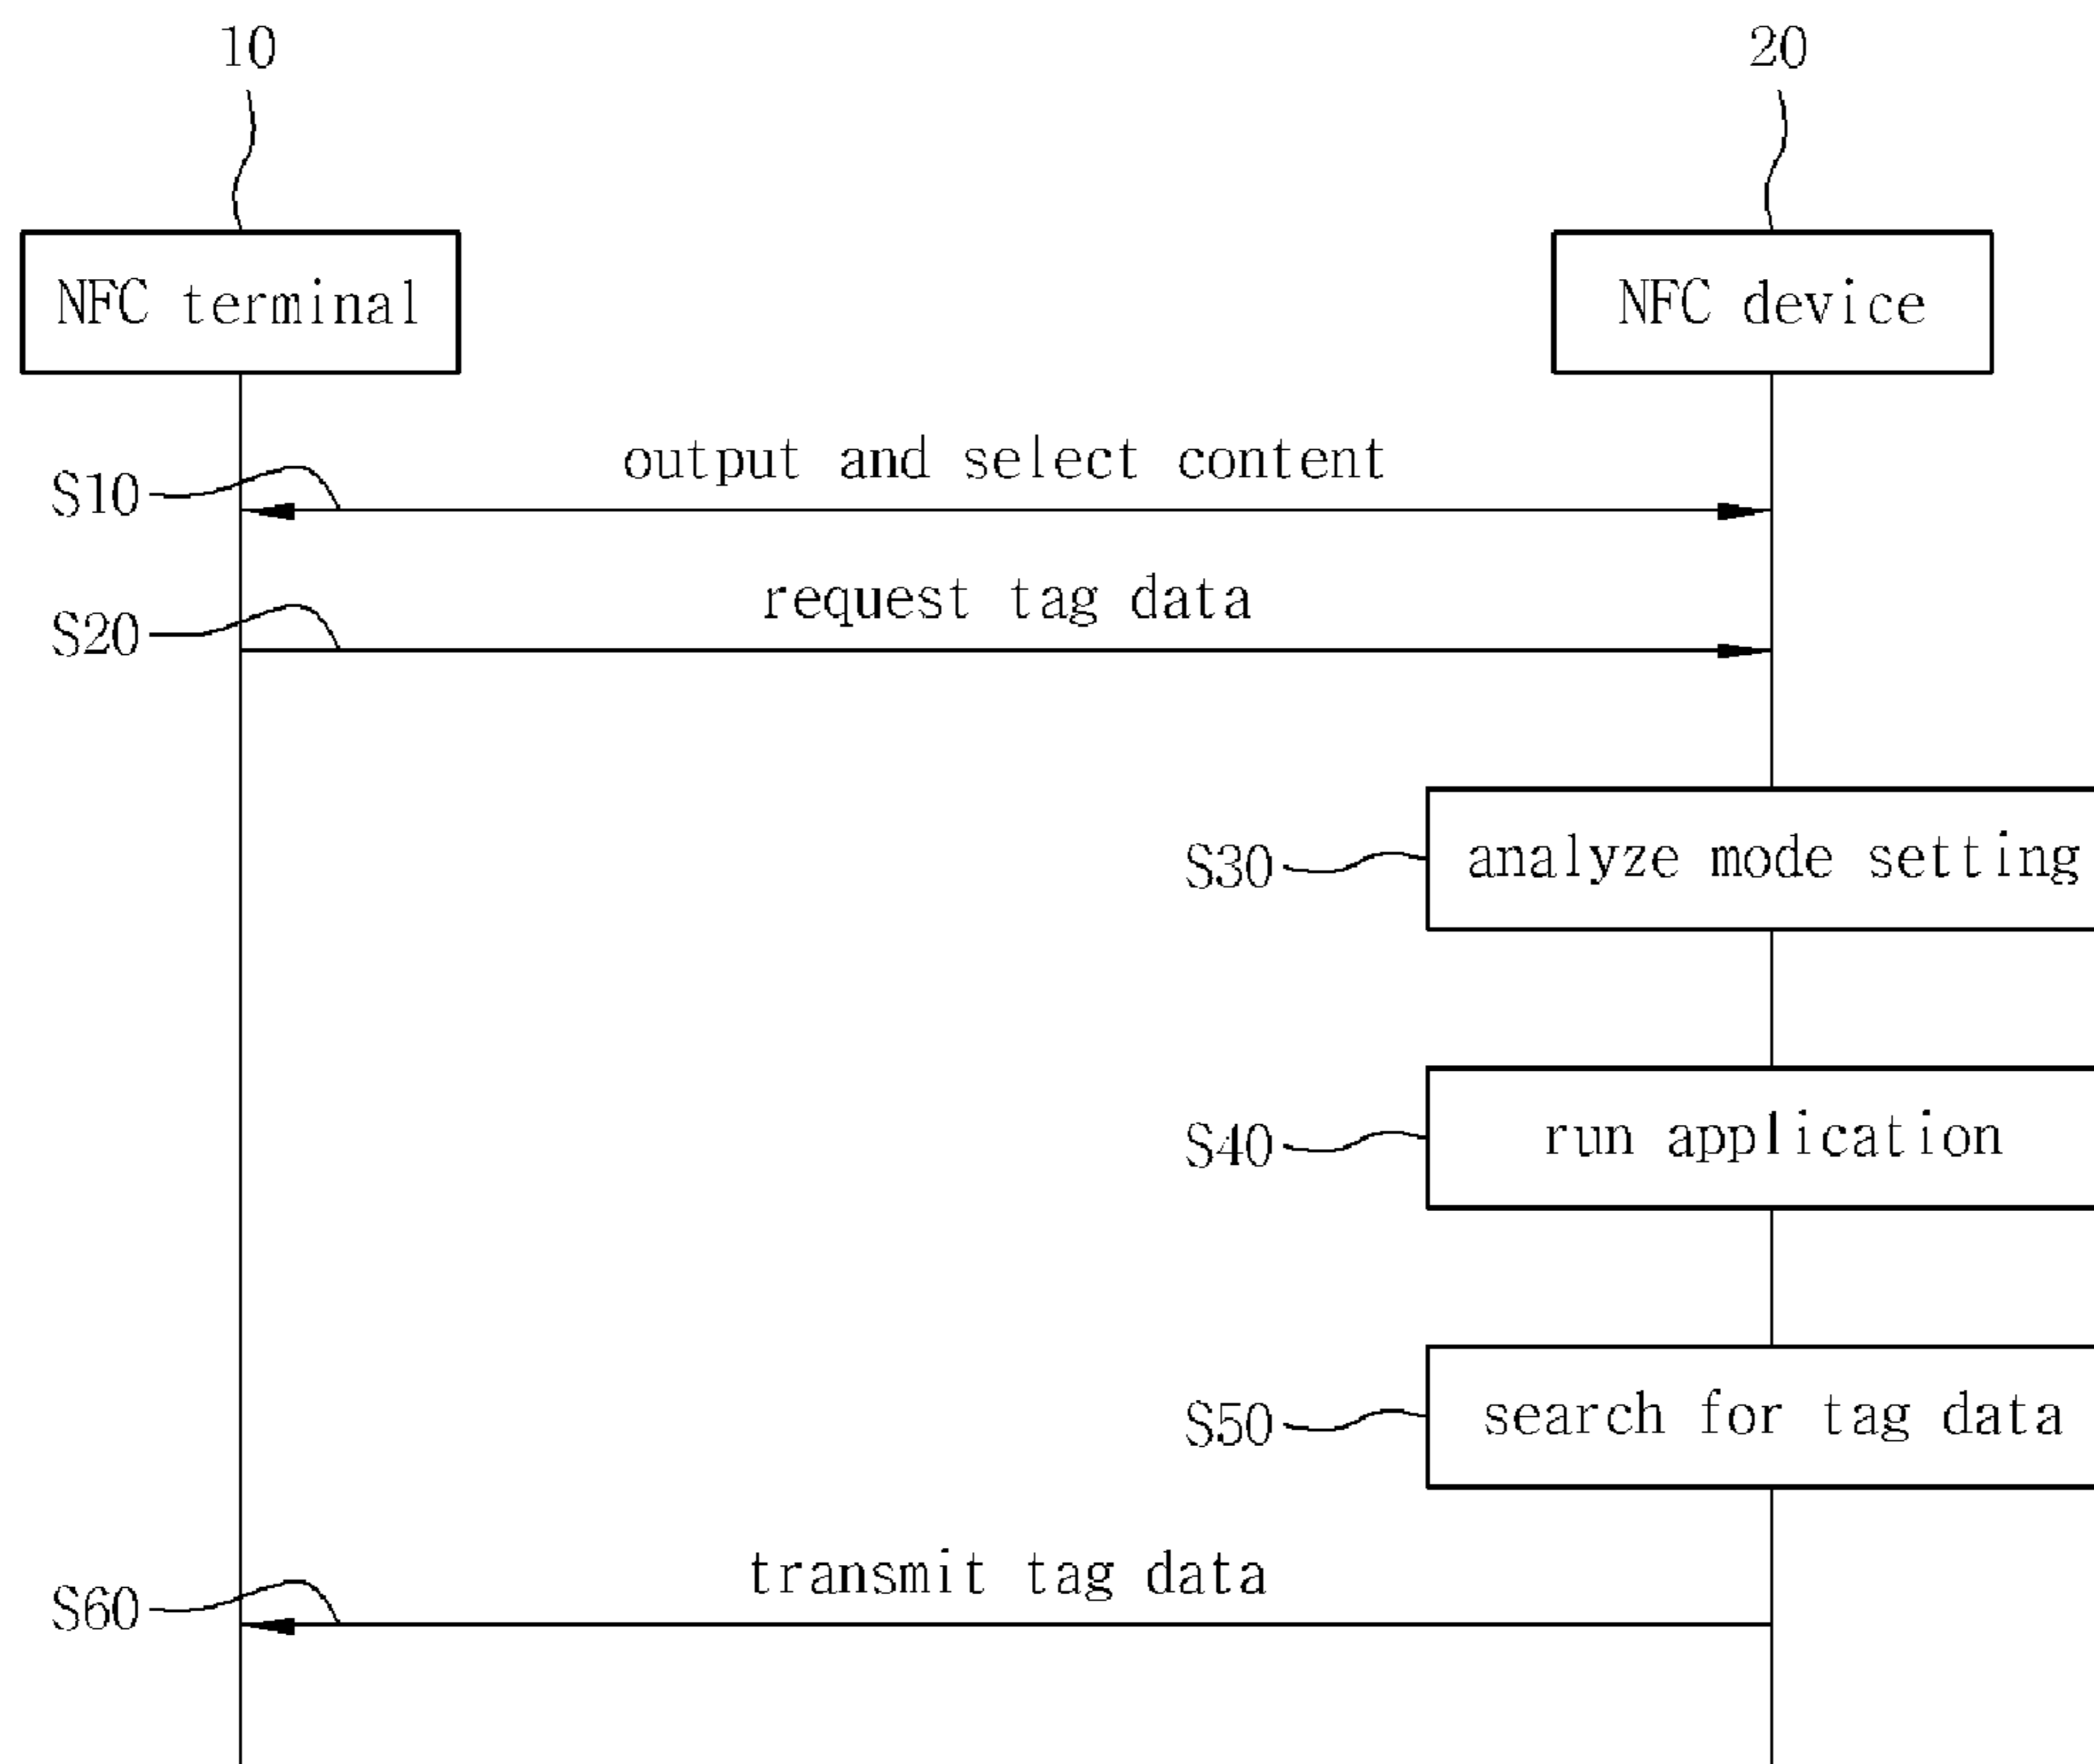 10
20
NFC terminal
NFC device
output and select content
S10
request tag data
S20
S30
analyze mode setting
S40
run application
S50
search for tag data
transmit tag data
S60